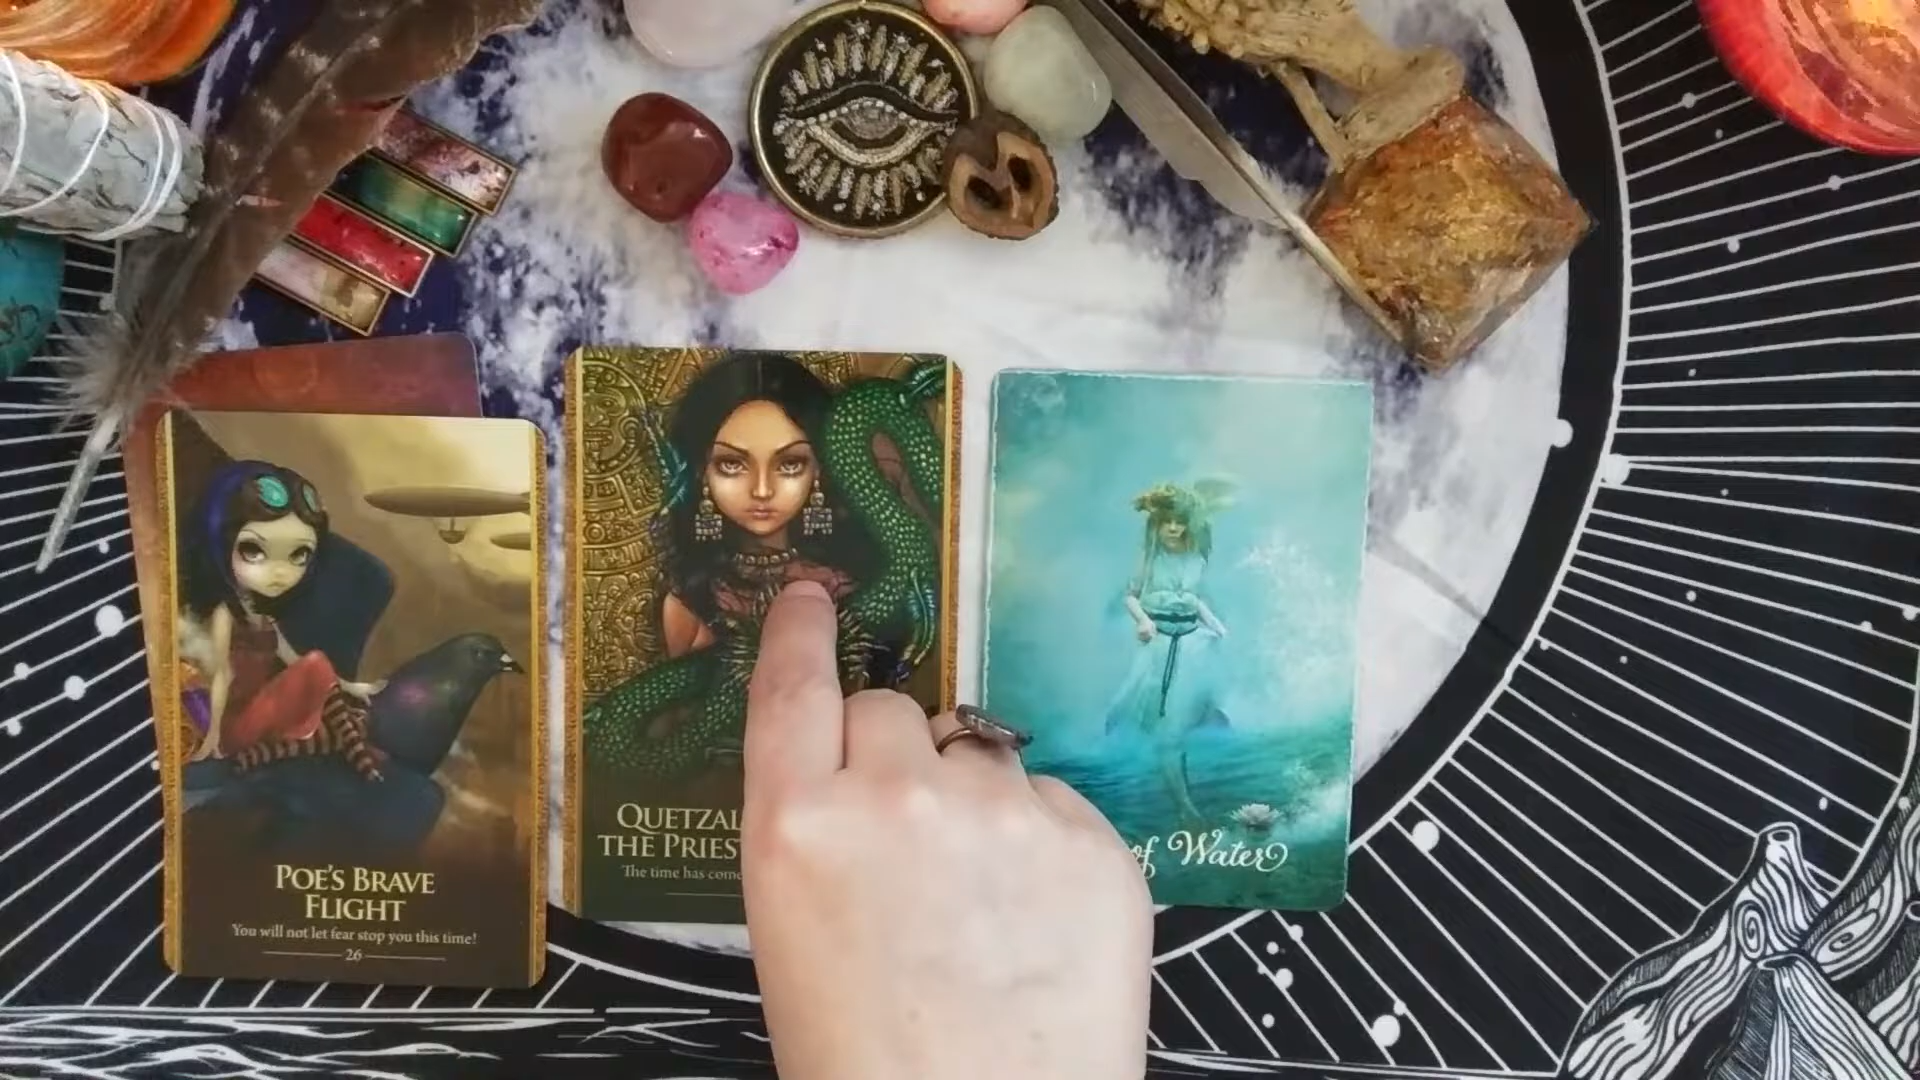 POE'S BRAVE
FLIGHT
You will not let fear stop you this time!
26
QUETZAL
THE PRIEST
The time has come
of Water